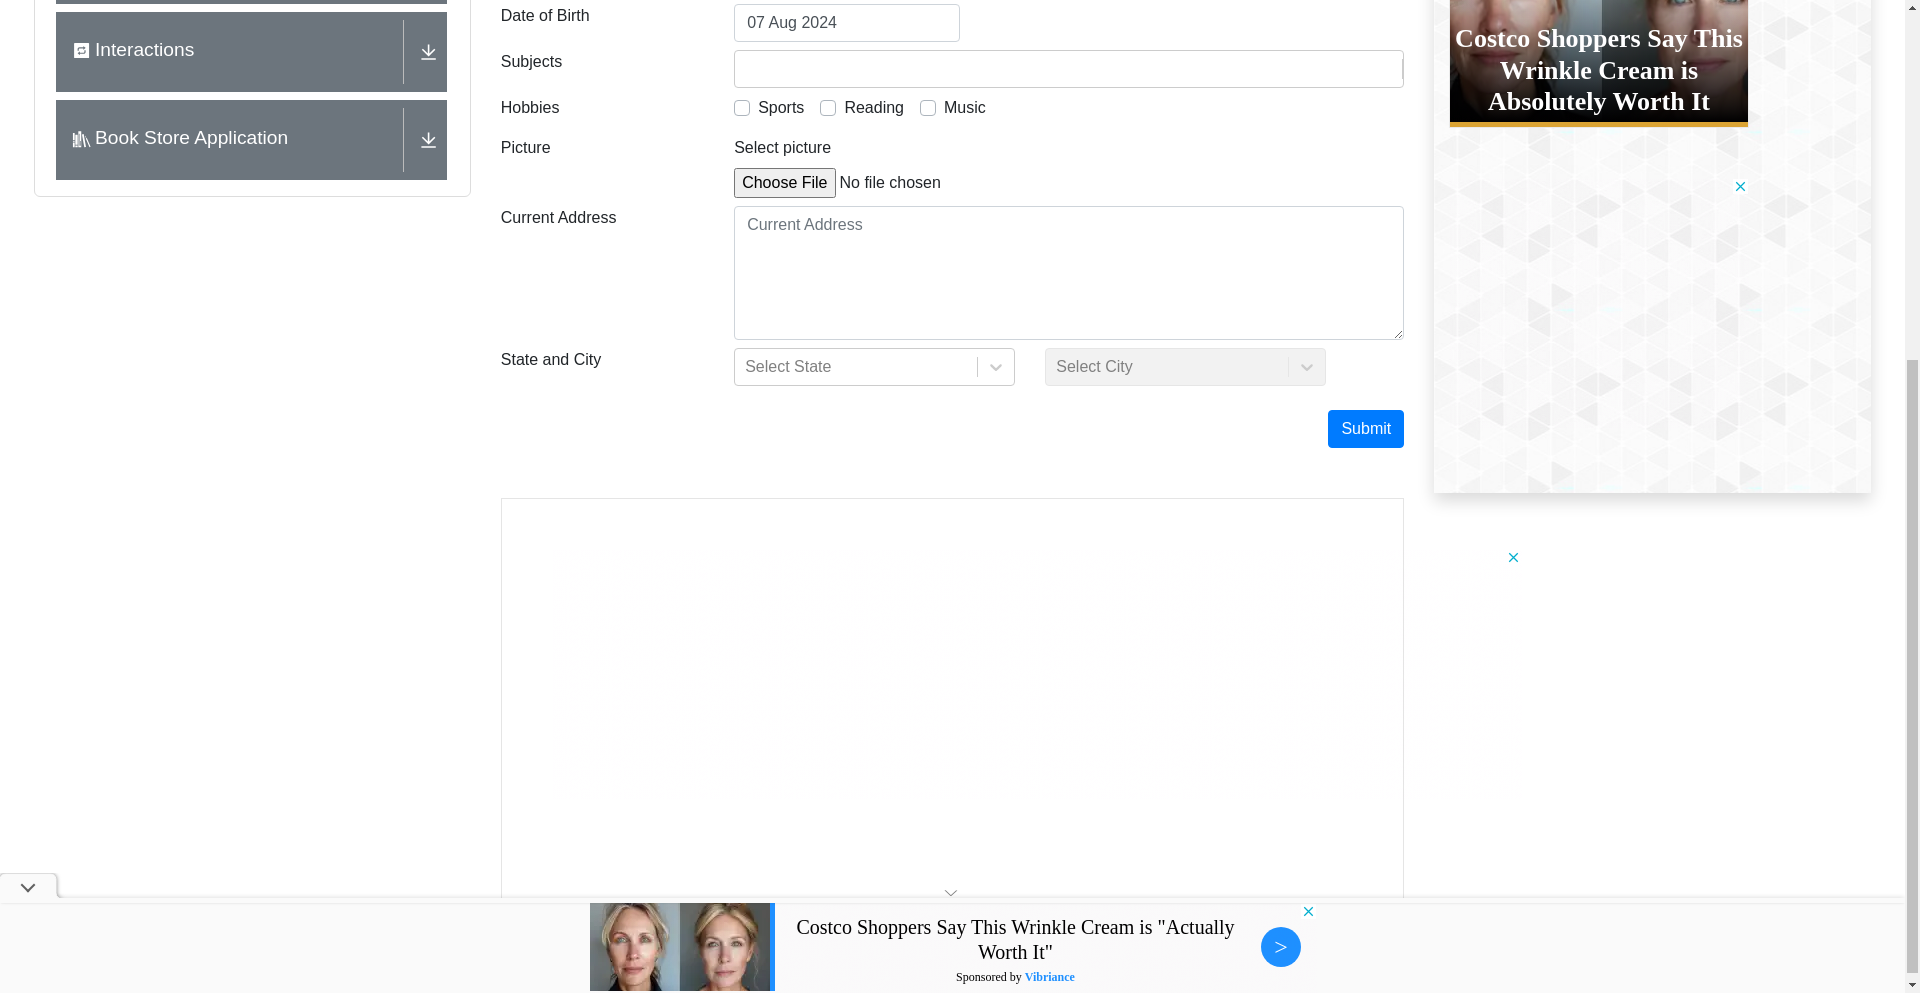 Interactions
Book Store Application
Date of Birth
07 Aug 2024
Subjects
Hobbies
Sports
Reading
Music
Picture
Select picture
Choose File
No file chosen
Current Address
Current Address
State and City
Select State
Select City
Submit
Costco Shoppers Say This
Wrinkle Cream is
Absolutely Worth It
Costco Shoppers Say This Wrinkle Cream is "Actually
Worth It"
Sponsored by Vibriance
>